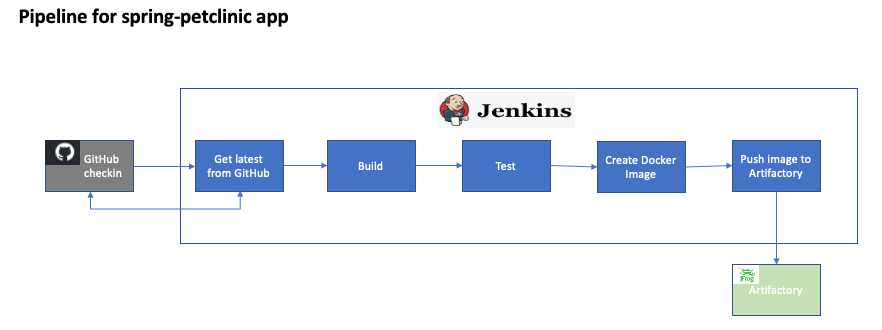 Pipeline for spring-petclinic app
Jenkins
GitHub
checkin
Get latest
from GitHub
Build
Test
Create Docker
Image
Push image to
Artifactory
JFrog
Artifactory